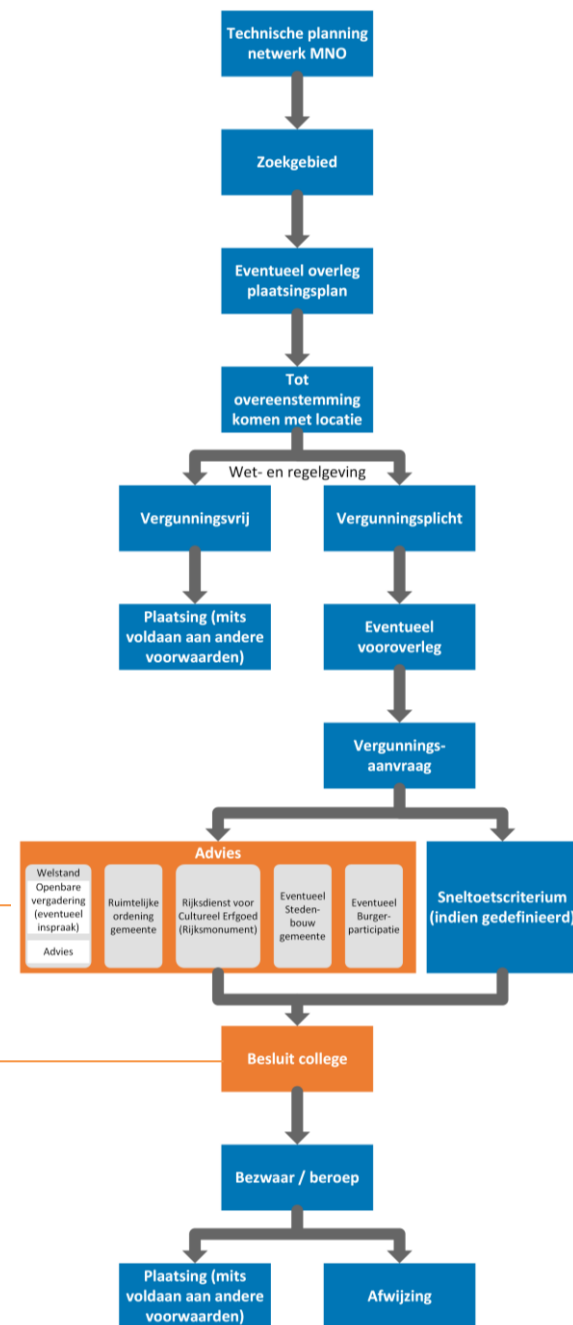 Technische planning
netwerk MNO
Zoekgebied
Eventueel overleg
plaatsingsplan
Tot
overeenstemming
komen met locatie
Wet- en regelgeving
Vergunningsvrij
Vergunningsplicht
Plaatsing (mits
voldaan aan andere
voorwaarden)
Eventueel
vooroverleg
Vergunnings-
aanvraag
Advies
Welstand
Openbare
vergadering
(eventueel
inspraak)
Advies
Ruimtelijke
ordening
gemeente
Rijksdienst voor
Cultureel Erfgoed
(Rijksmonument)
Eventueel
Steden-
bouw
gemeente
Eventueel
Burger-
participatie
Sneltoetscriterium
(indien gedefinieerd)
Besluit college
Bezwaar / beroep
Plaatsing (mits
voldaan aan andere
voorwaarden)
Afwijzing